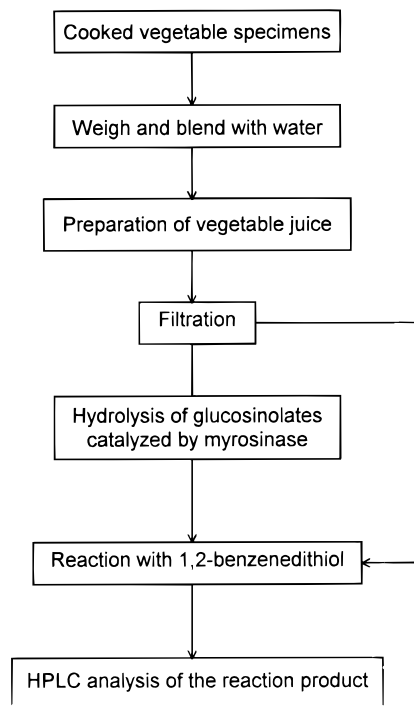 Cooked vegetable specimens
Weigh and blend with water
Preparation of vegetable juice
Filtration
Hydrolysis of glucosinolates
catalyzed by myrosinase
Reaction with 1,2-benzenedithiol
HPLC analysis of the reaction product